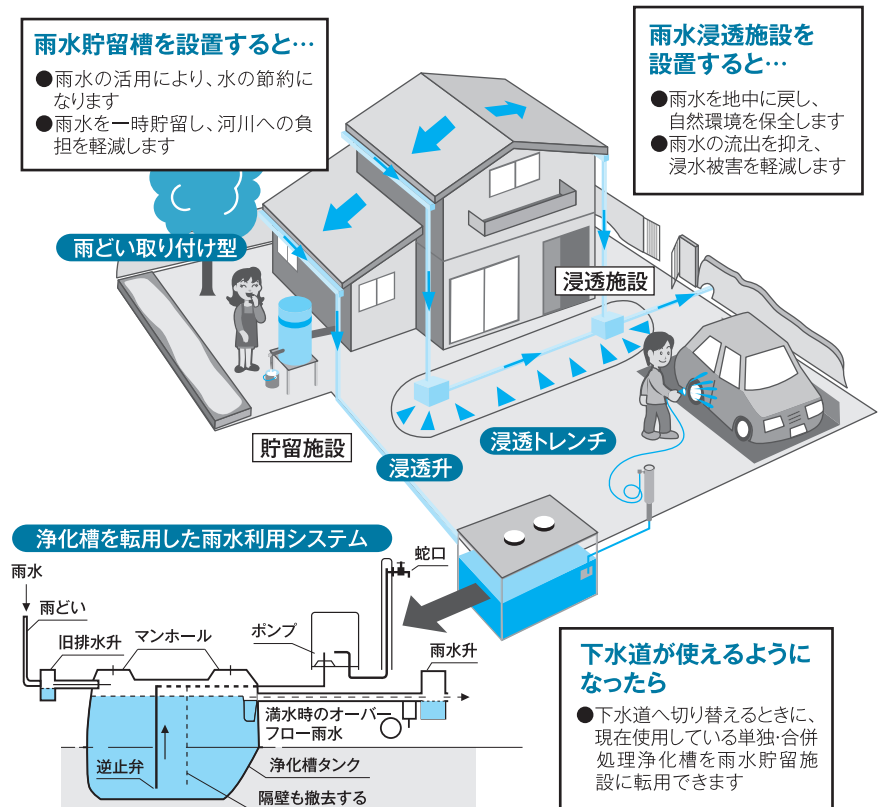 雨水貯留槽を設置すると…
●雨水の活用により、水の節約に
なります
●雨水を一時貯留し、河川への負
担を軽減します
雨水浸透施設を
設置すると…
●雨水を地中に戻し、
自然環境を保全します
●雨水の流出を抑え、
浸水被害を軽減します
雨どい取り付け型
浸透施設
貯留施設
浸透升
浸透トレンチ
浄化槽を転用した雨水利用システム
雨水
雨どい
旧排水升
マンホール
ポンプ
蛇口
雨水升
満水時のオーバー
フロー雨水
逆止弁
浄化槽タンク
隔壁も撤去する
下水道が使えるように
なったら
●下水道へ切り替えるときに、
現在使用している単独・合併
処理浄化槽を雨水貯留施
設に転用できます